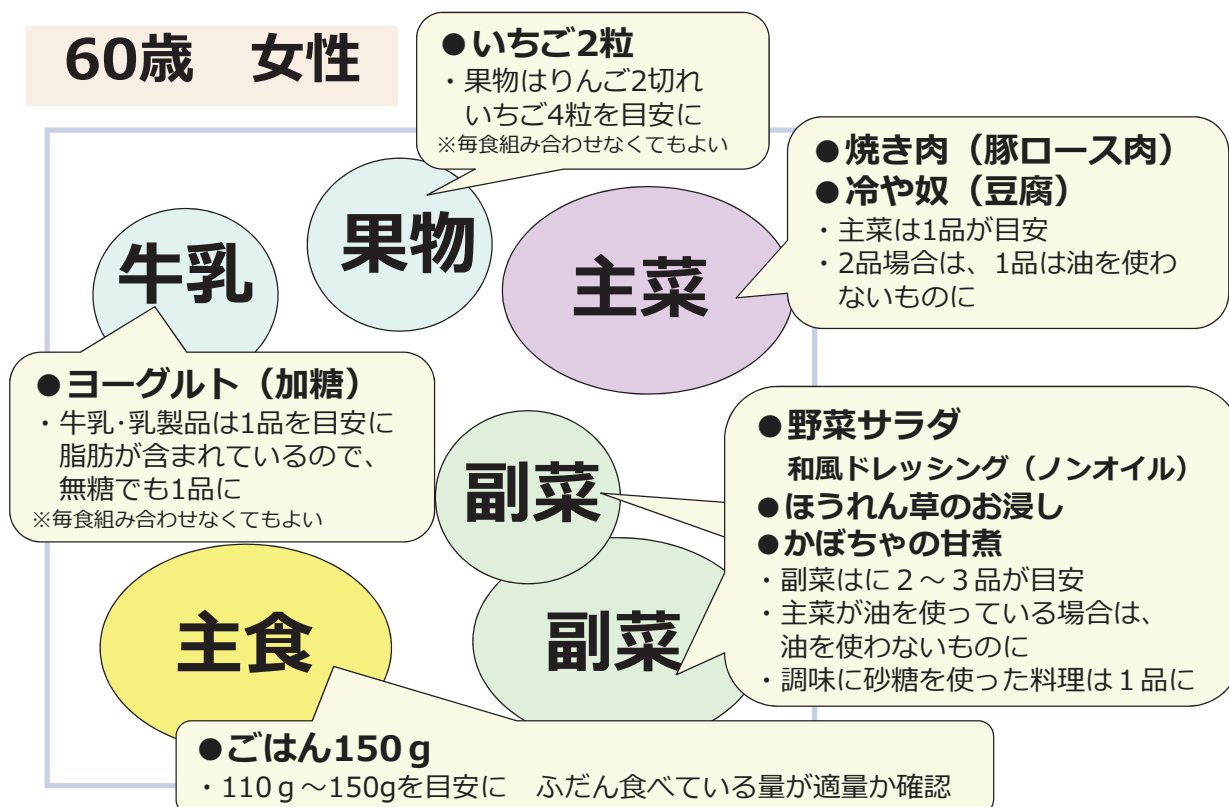 60歳　女性
●いちご2粒
・果物はりんご2切れ
いちご4粒を目安に
※毎食組み合わせなくてもよい
●焼き肉（豚ロース肉）
●冷や奴（豆腐）
・主菜は1品が目安
・2品場合は、1品は油を使わ
ないものに
果物
牛乳
主菜
●ヨーグルト（加糖）
・牛乳･乳製品は1品を目安に
脂肪が含まれているので、
無糖でも1品に
※毎食組み合わせなくてもよい
副菜
●野菜サラダ
和風ドレッシング（ノンオイル）
●ほうれん草のお浸し
●かぼちゃの甘煮
・副菜はに２～３品が目安
・主菜が油を使っている場合は、
油を使わないものに
・調味に砂糖を使った料理は１品に
主食
副菜
●ごはん150ｇ
・110ｇ～150gを目安に　ふだん食べている量が適量か確認